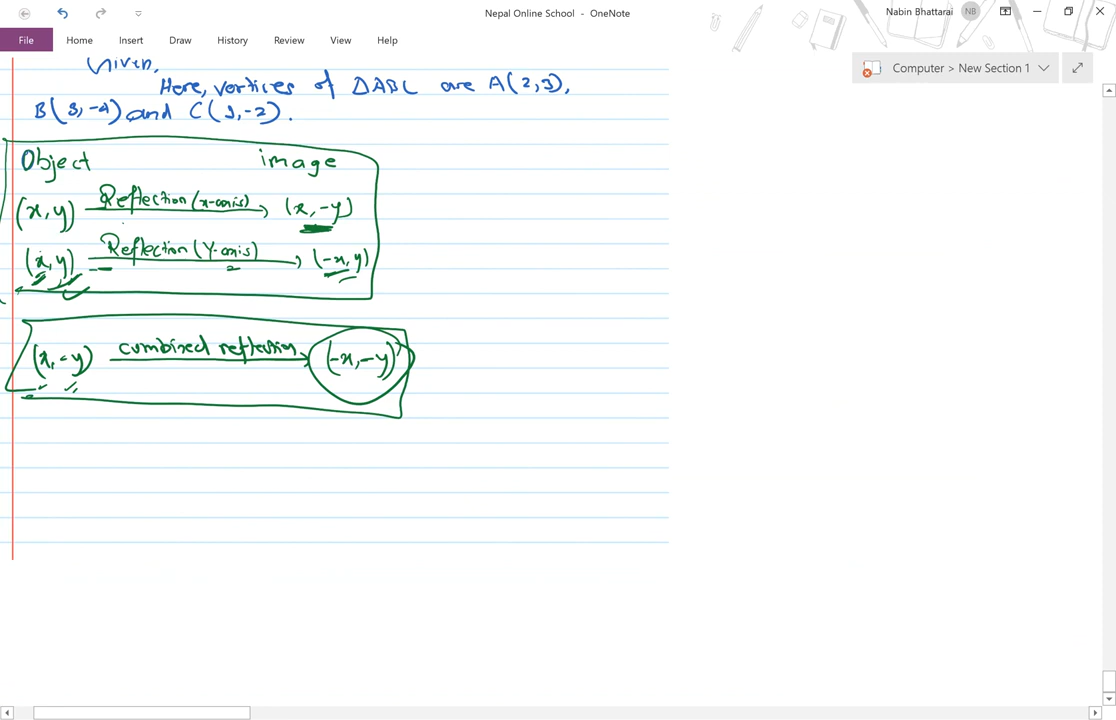 Nepal Online School - OneNote
Nabin Bhattarai NB
File Home Insert Draw History Review View Help
Computer > New Section 1
Given,
Here, vertices of ΔABC are A(2,3),
B(3,-4) and C(1,-2).
Object image
(x,y) Reflection(x-axis) (x,-y)
(x,y) Reflection(Y-axis) (-x,y)
(x,-y) combined reflection (-x,-y)